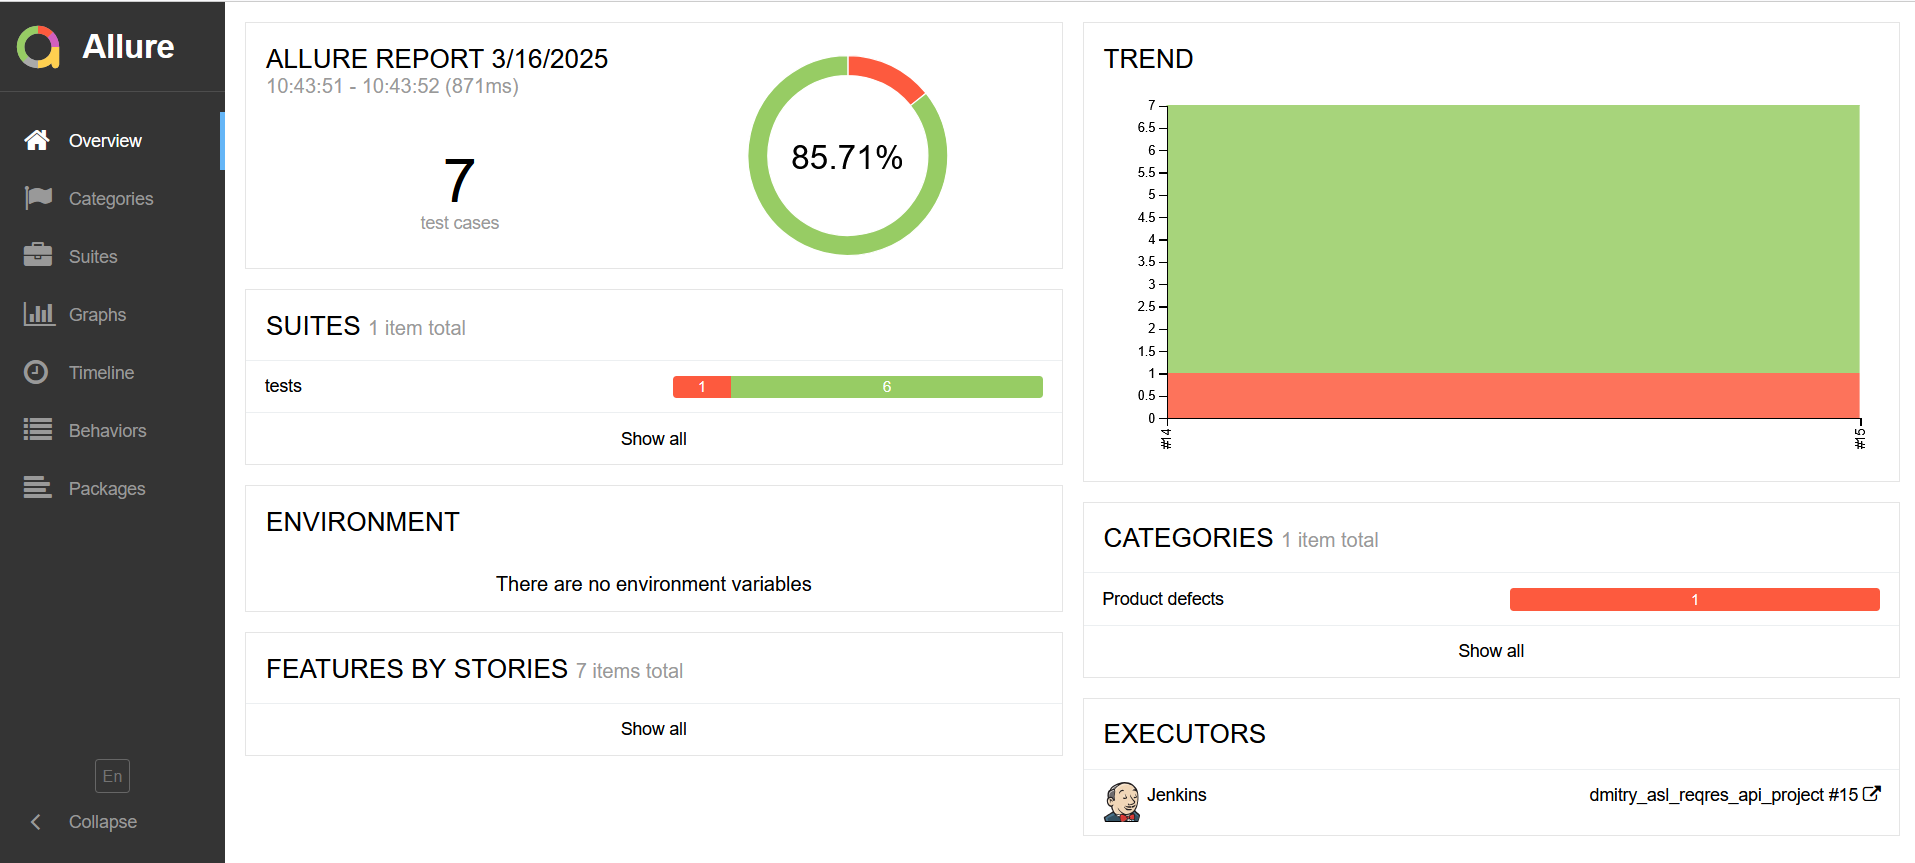 Allure
Overview
Categories
Suites
Graphs
Timeline
Behaviors
Packages
En
Collapse
ALLURE REPORT 3/16/2025
10:43:51 - 10:43:52 (871ms)
7
test cases
85.71%
SUITES 1 item total
tests 1 6
Show all
ENVIRONMENT
There are no environment variables
FEATURES BY STORIES 7 items total
Show all
TREND
7
6.5
6
5.5
5
4.5
4
3.5
3
2.5
2
1.5
1
0.5
0
#14
#15
CATEGORIES 1 item total
Product defects 1
Show all
EXECUTORS
Jenkins dmitry_asl_reqres_api_project #15